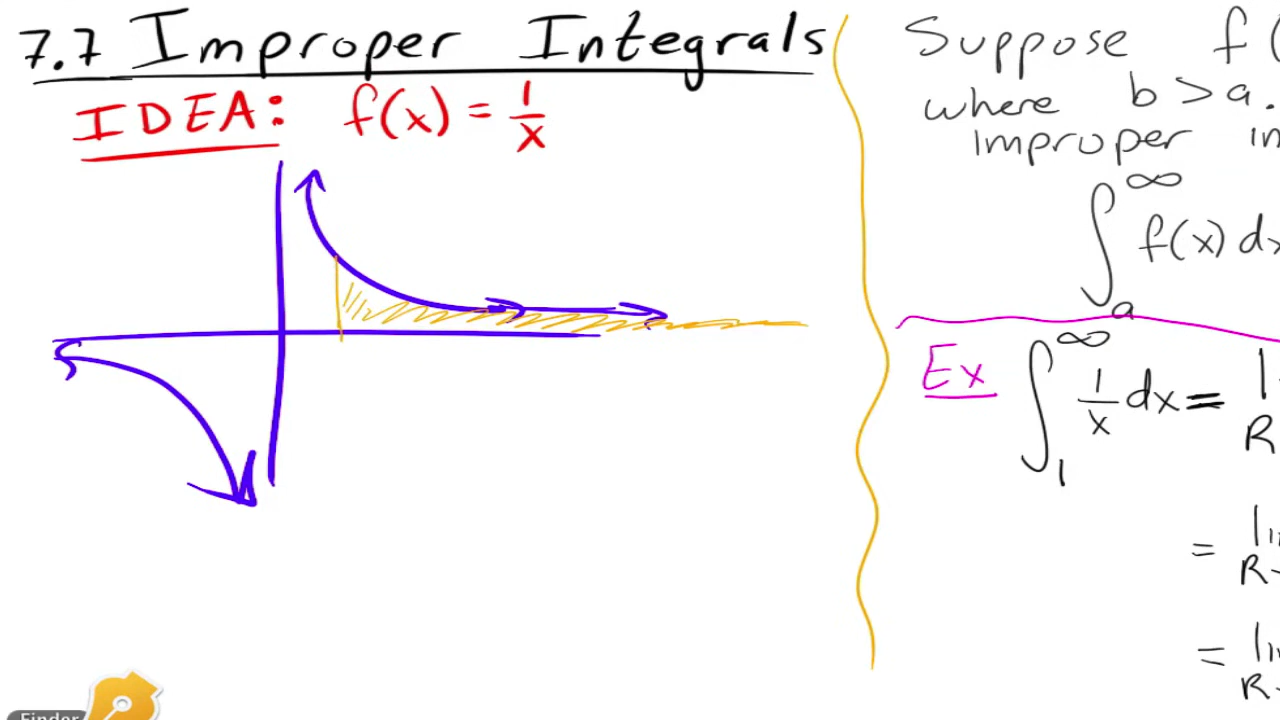 7.7 Improper Integrals
IDEA: f(x) = 1/x
Suppose f(
where b > a.
Improper in
∫_a^∞ f(x) dx
Ex ∫_1^∞ 1/x dx =
R
=
R
=
R
Finder